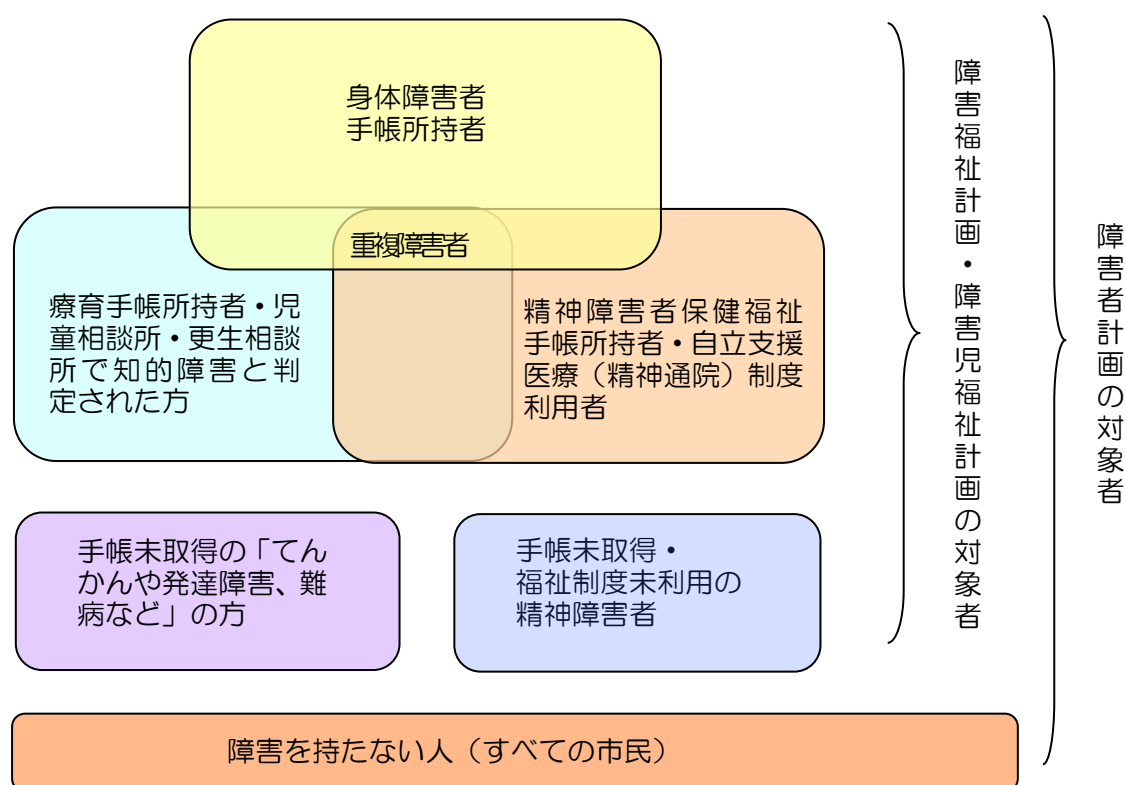 身体障害者
手帳所持者
重複障害者
療育手帳所持者・児
童相談所・更生相談
所で知的障害と判
定された方
精神障害者保健福祉
手帳所持者・自立支援
医療（精神通院）制度
利用者
手帳未取得の「てん
かんや発達障害、難
病など」の方
手帳未取得・
福祉制度未利用の
精神障害者
障害を持たない人（すべての市民）
障害福祉計画・障害児福祉計画の対象者
障害者計画の対象者